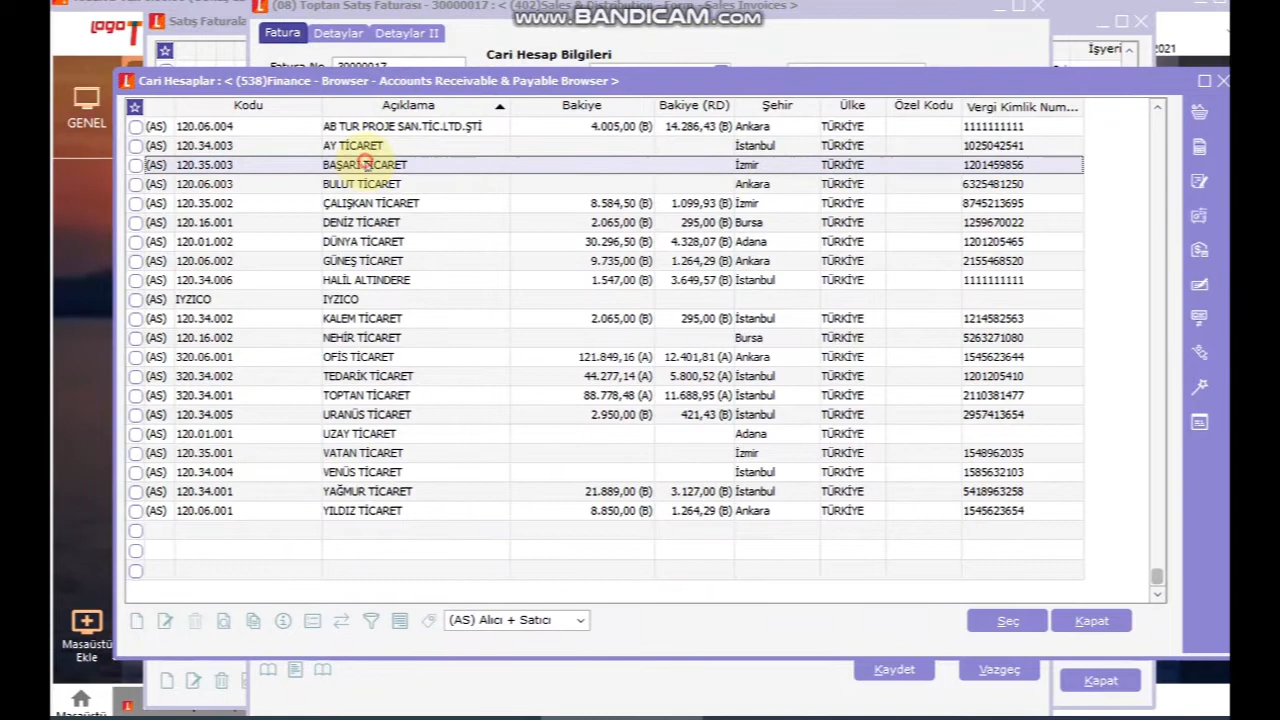 (08) Toptan Satış Faturası - 30000017 : < (402)Sales & Distribution - Form - Sales Invoices >
www.BANDICAM.com
logo
Satış Faturala
Fatura
Detaylar
Detaylar II
Cari Hesap Bilgileri
İşyeri
2021
Fatura No
30000017
Cari Hesaplar : < (538)Finance - Browser - Accounts Receivable & Payable Browser >
GENEL
Kodu Açıklama Bakiye Bakiye (RD) Şehir Ülke Özel Kodu Vergi Kimlik Num...
(AS) 120.06.004 AB TUR PROJE SAN.TİC.LTD.ŞTİ 4.005,00 (B) 14.286,43 (B) Ankara TÜRKİYE 1111111111
(AS) 120.34.003 AY TİCARET İstanbul TÜRKİYE 1025042541
(AS) 120.35.003 BAŞARI TİCARET İzmir TÜRKİYE 1201459856
(AS) 120.06.003 BULUT TİCARET Ankara TÜRKİYE 6325481250
(AS) 120.35.002 ÇALIŞKAN TİCARET 8.584,50 (B) 1.099,93 (B) İzmir TÜRKİYE 8745213695
(AS) 120.16.001 DENİZ TİCARET 2.065,00 (B) 295,00 (B) Bursa TÜRKİYE 1259670022
(AS) 120.01.002 DÜNYA TİCARET 30.296,50 (B) 4.328,07 (B) Adana TÜRKİYE 1201205465
(AS) 120.06.002 GÜNEŞ TİCARET 9.735,00 (B) 1.264,29 (B) Ankara TÜRKİYE 2155468520
(AS) 120.34.006 HALİL ALTINDERE 1.547,00 (B) 3.649,57 (B) İstanbul TÜRKİYE 1111111111
(AS) IYZICO IYZICO
(AS) 120.34.002 KALEM TİCARET 2.065,00 (B) 295,00 (B) İstanbul TÜRKİYE 1214582563
(AS) 120.16.002 NEHİR TİCARET Bursa TÜRKİYE 5263271080
(AS) 320.06.001 OFİS TİCARET 121.849,16 (A) 12.401,81 (A) Ankara TÜRKİYE 1545623644
(AS) 320.34.002 TEDARİK TİCARET 44.277,14 (A) 5.800,52 (A) İstanbul TÜRKİYE 1201205410
(AS) 320.34.001 TOPTAN TİCARET 88.778,48 (A) 11.688,95 (A) İstanbul TÜRKİYE 2110381477
(AS) 120.34.005 URANÜS TİCARET 2.950,00 (B) 421,43 (B) İstanbul TÜRKİYE 2957413654
(AS) 120.01.001 UZAY TİCARET Adana TÜRKİYE
(AS) 120.35.001 VATAN TİCARET İzmir TÜRKİYE 1548962035
(AS) 120.34.004 VENÜS TİCARET İstanbul TÜRKİYE 1585632103
(AS) 120.34.001 YAĞMUR TİCARET 21.889,00 (B) 3.127,00 (B) İstanbul TÜRKİYE 5418963258
(AS) 120.06.001 YILDIZ TİCARET 8.850,00 (B) 1.264,29 (B) Ankara TÜRKİYE 1545623654
(AS) Alıcı + Satıcı
Seç
Kapat
Masaüstü
Ekle
Kaydet
Vazgeç
Kapat
Masaüstü